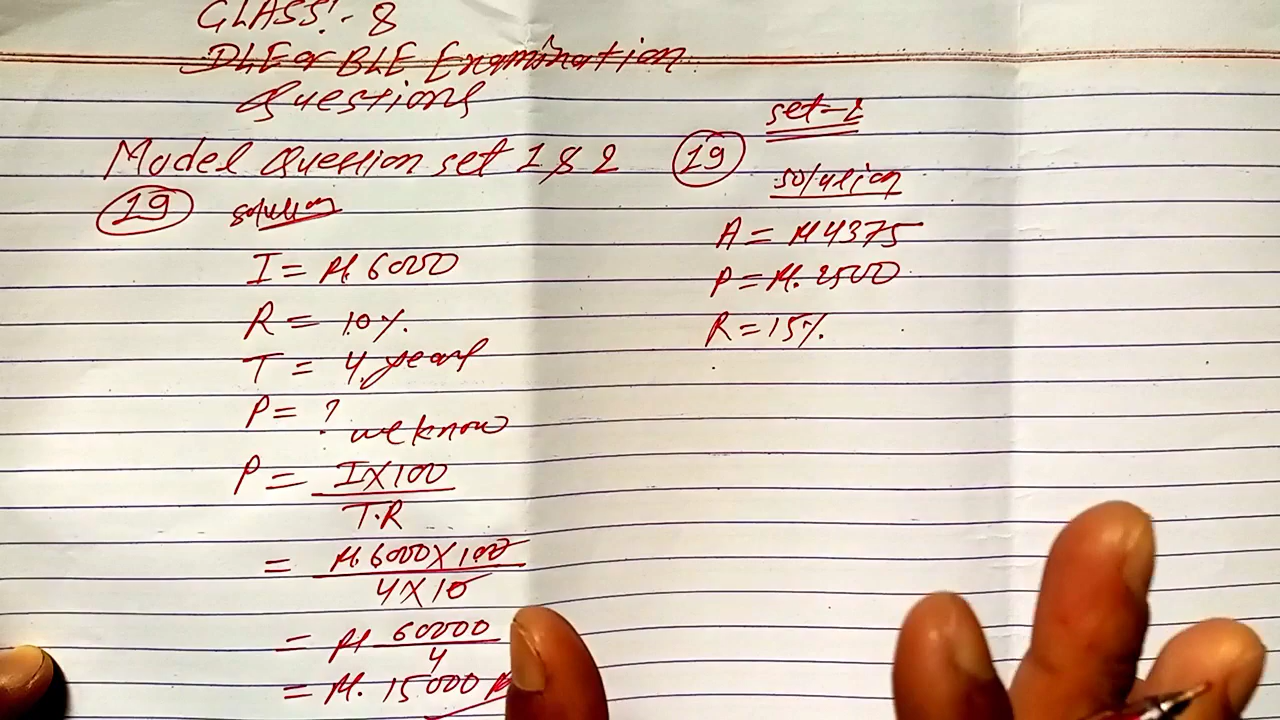 CLASS:- 8
DLE or BLE Examination
Questions
Model Question set 1 & 2
19 solution
I = Rs. 6000
R = 10%
T = 4 years
P = ?
we know
P = I×100
T.R
= Rs. 6000×100
4×10
= Rs 60000
4
= Rs. 15000
set-2
19
solution
A = Rs 4375
P = Rs. 2500
R = 15%